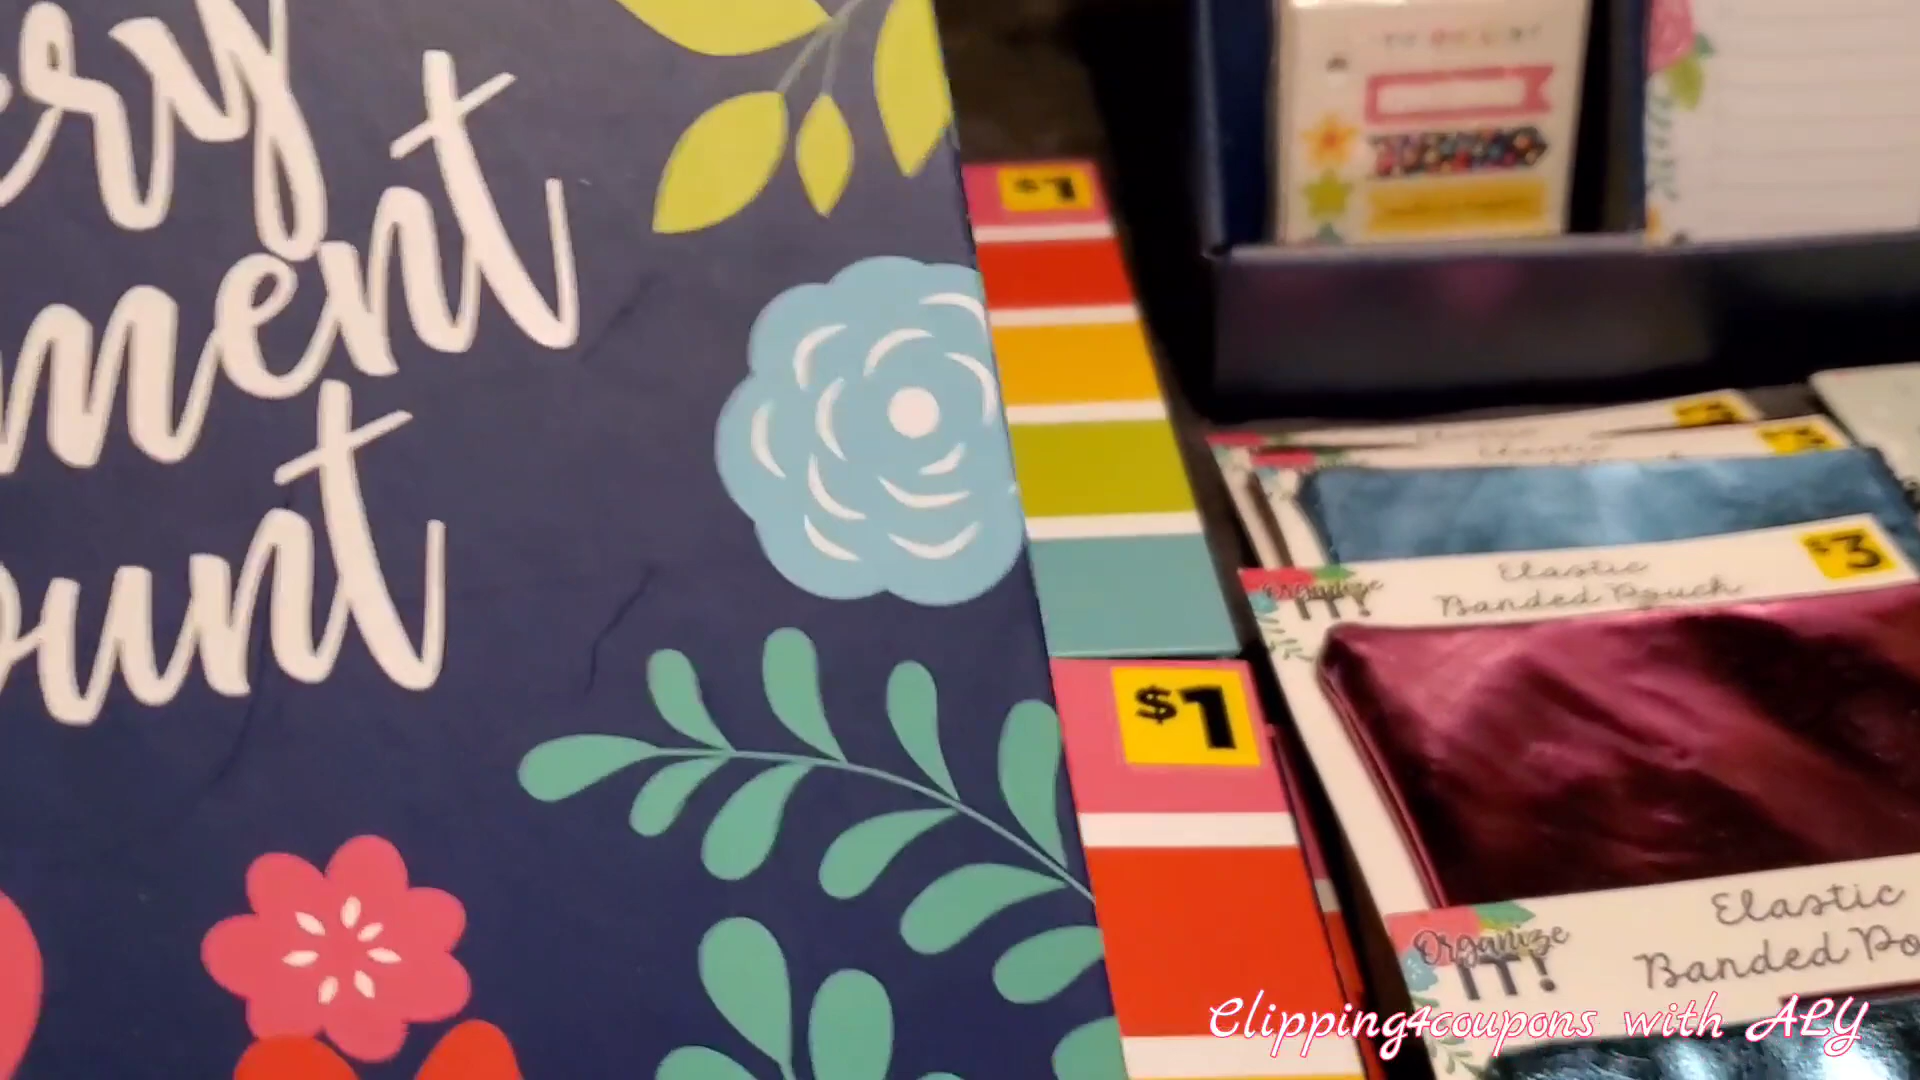 ery
ment
ount
$1
$1
Elastic
Banded Pouch
$3
Organize
IT!
Elastic
Banded Po
Organize
IT!
Clipping4coupons with ALY